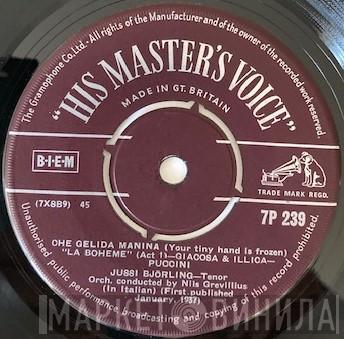 The Gramophone Co. Ltd.- All rights of the Manufacturer and of the owner of the recorded work reserved.
"HIS MASTER'S VOICE"
MADE IN GT. BRITAIN
B·I·E·M
TRADE MARK REGD.
(7X8B9) 45
7P 239
CHE GELIDA MANINA (Your tiny hand is frozen)
"LA BOHEME" (Act 1)—GIACOSA & ILLICA—
PUCCINI
JUSSI BJÖRLING—Tenor
Orch. conducted by Nils Grevillius
(In Italian) (First published
January, 1937)
Unauthorised public performance, broadcasting and copying of this record prohibited.
МАРКЕТ ВИНИЛА